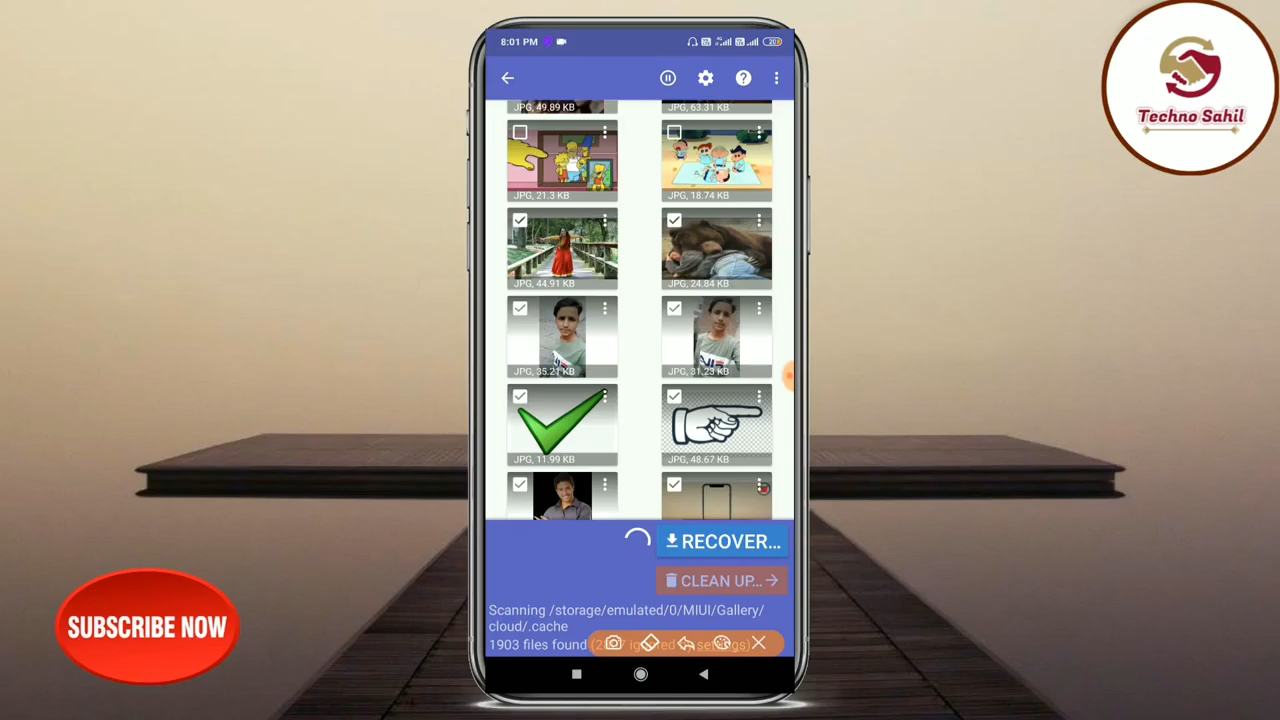 8:01 PM
20
JPG, 49.89 KB
JPG, 63.31 KB
JPG, 21.3 KB
JPG, 18.74 KB
JPG, 44.91 KB
JPG, 24.84 KB
JPG, 35.21 KB
JPG, 31.23 KB
JPG, 11.99 KB
JPG, 48.67 KB
RECOVER...
CLEAN UP...
Scanning /storage/emulated/0/MIUI/Gallery/
cloud/.cache
1903 files found
Techno Sahil
SUBSCRIBE NOW